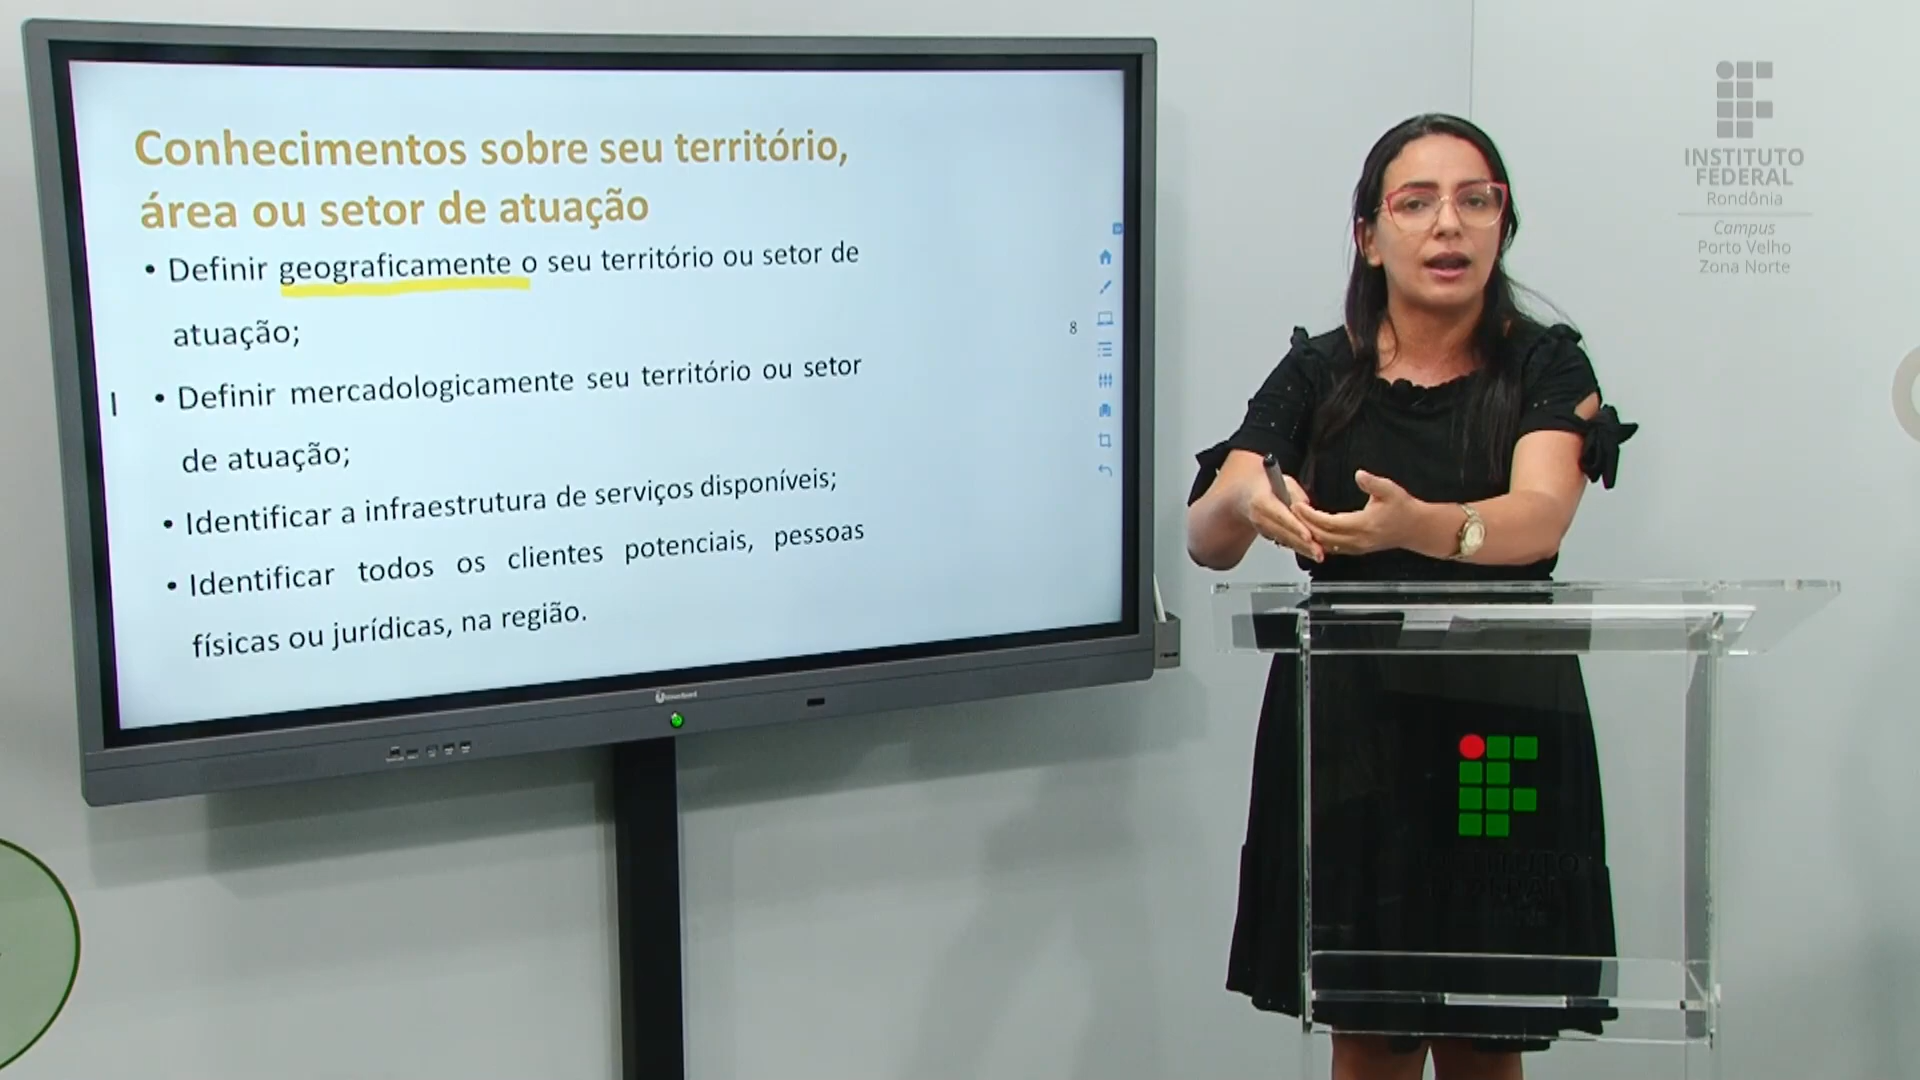 Conhecimentos sobre seu território,
área ou setor de atuação
• Definir geograficamente o seu território ou setor de
atuação;
• Definir mercadologicamente seu território ou setor
de atuação;
• Identificar a infraestrutura de serviços disponíveis;
• Identificar todos os clientes potenciais, pessoas
físicas ou jurídicas, na região.
8
INSTITUTO
FEDERAL
Rondônia
Campus
Porto Velho
Zona Norte
INSTITUTO
FEDERAL